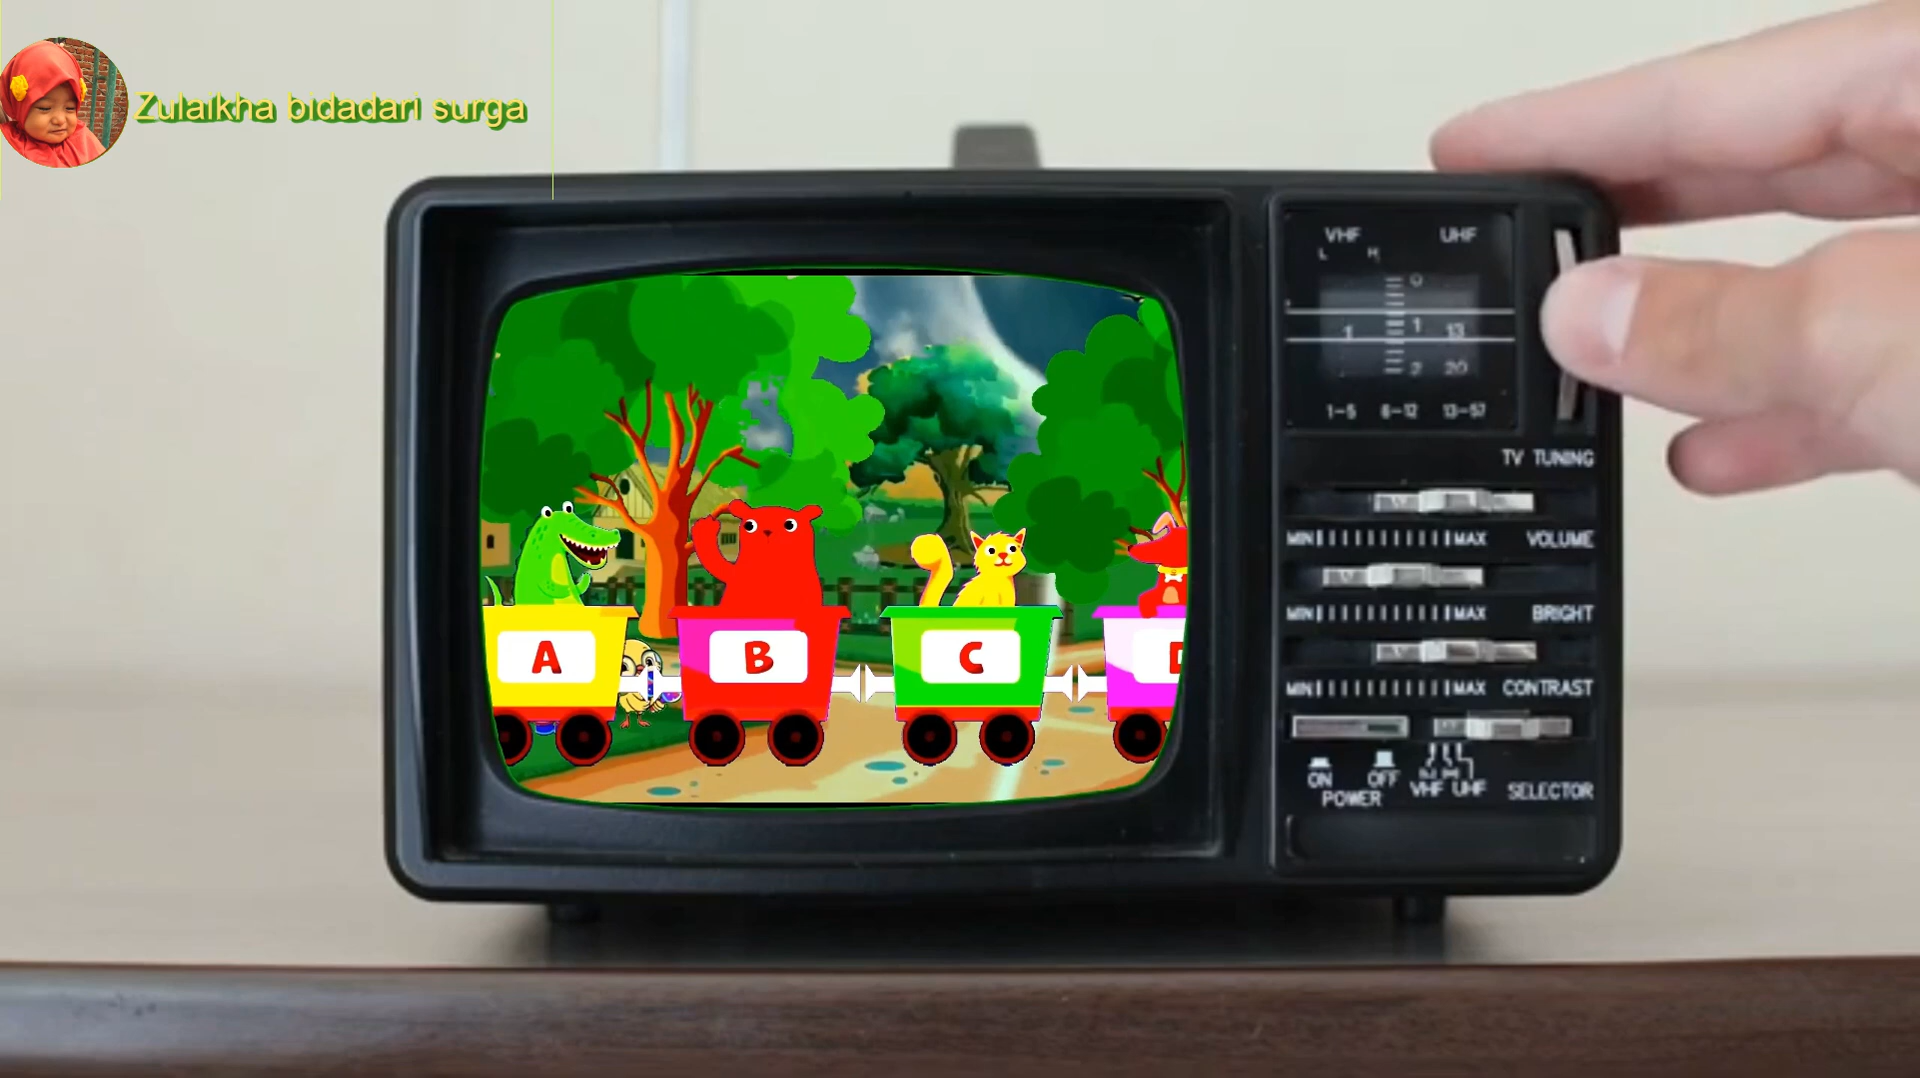 Zulaikha bidadari surga
VHF UHF
L H
0
1 1 13
2 20
1-5 6-12 13-57
TV TUNING
MIN MAX VOLUME
MIN MAX BRIGHT
MIN MAX CONTRAST
ON OFF VHF UHF SELECTOR
POWER
A B C D